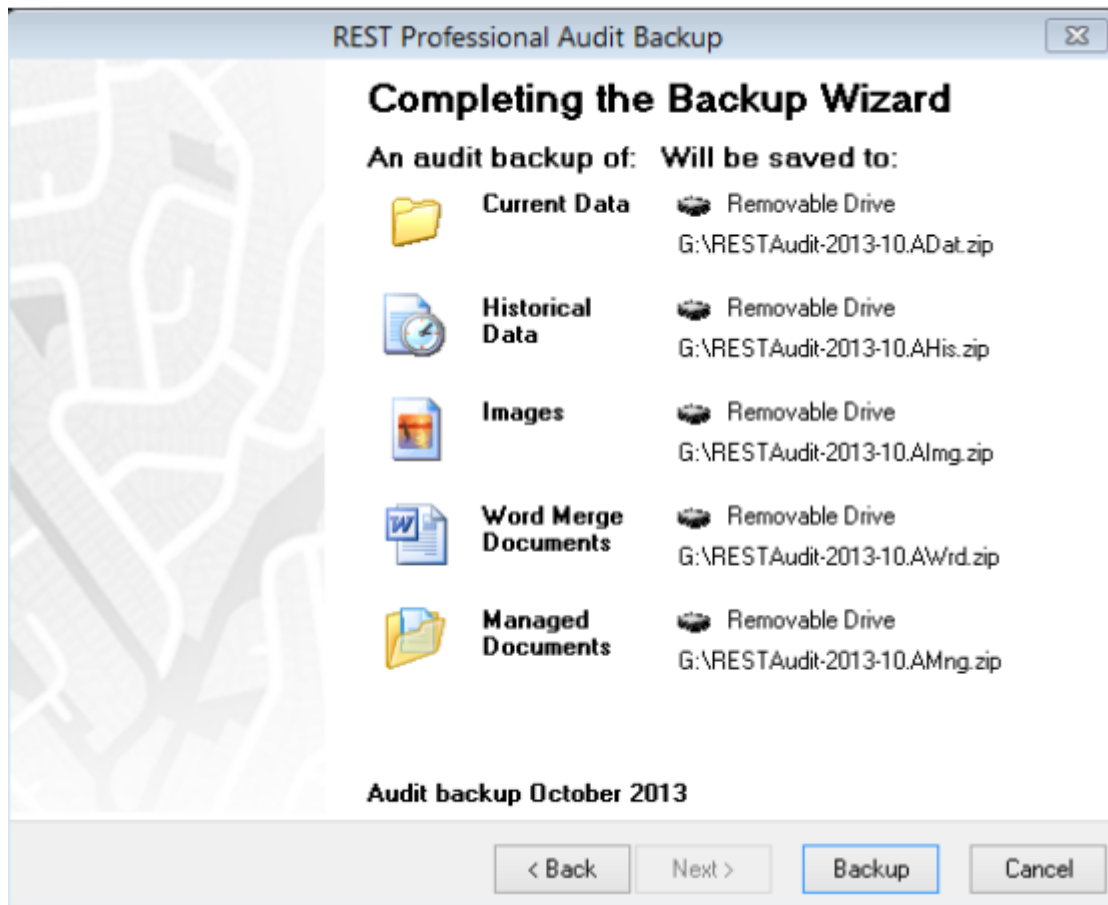 REST Professional Audit Backup
Completing the Backup Wizard
An audit backup of: Will be saved to:
Current Data Removable Drive
G:\RESTAudit-2013-10.ADat.zip
Historical Data Removable Drive
G:\RESTAudit-2013-10.AHis.zip
Images Removable Drive
G:\RESTAudit-2013-10.AImg.zip
Word Merge Documents Removable Drive
G:\RESTAudit-2013-10.AWrd.zip
Managed Documents Removable Drive
G:\RESTAudit-2013-10.AMng.zip
Audit backup October 2013
< Back Next > Backup Cancel